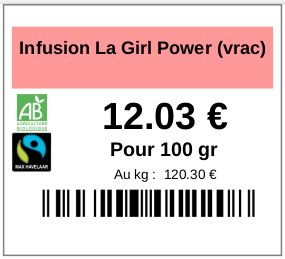 Infusion La Girl Power (vrac)
AB
AGRICULTURE
BIOLOGIQUE
12.03 €
MAX HAVELAAR
Pour 100 gr
Au kg : 120.30 €